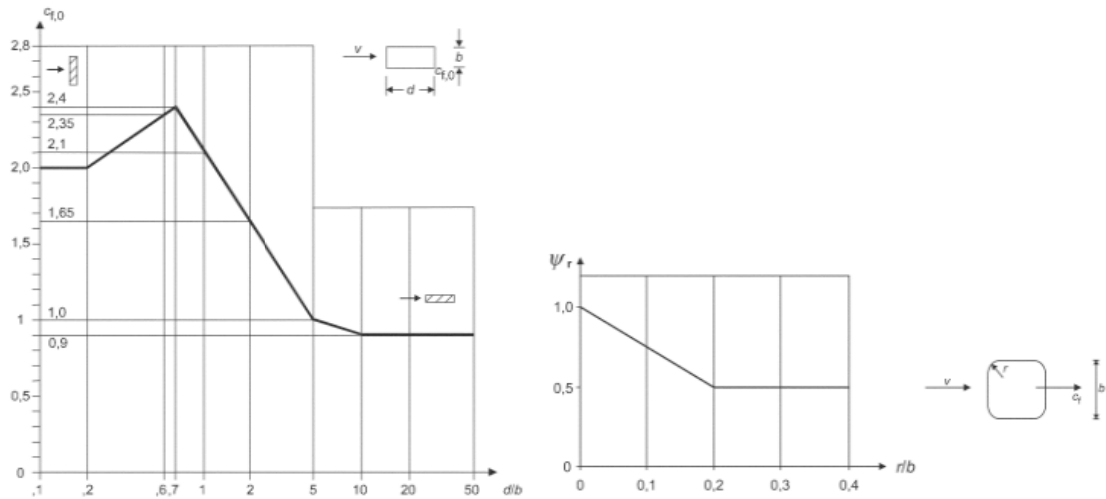 c_f,0
2,8
2,5
2,4
2,35
2,1
2,0
1,65
1,5
1
1,0
0,9
0,5
0
v
b
c_f,0
d
,1 ,2 ,6,7 1 2 5 10 20 50 d/b
ψ_r
1,0
0,5
0
0 0,1 0,2 0,3 0,4 r/b
v
r
c_f
b